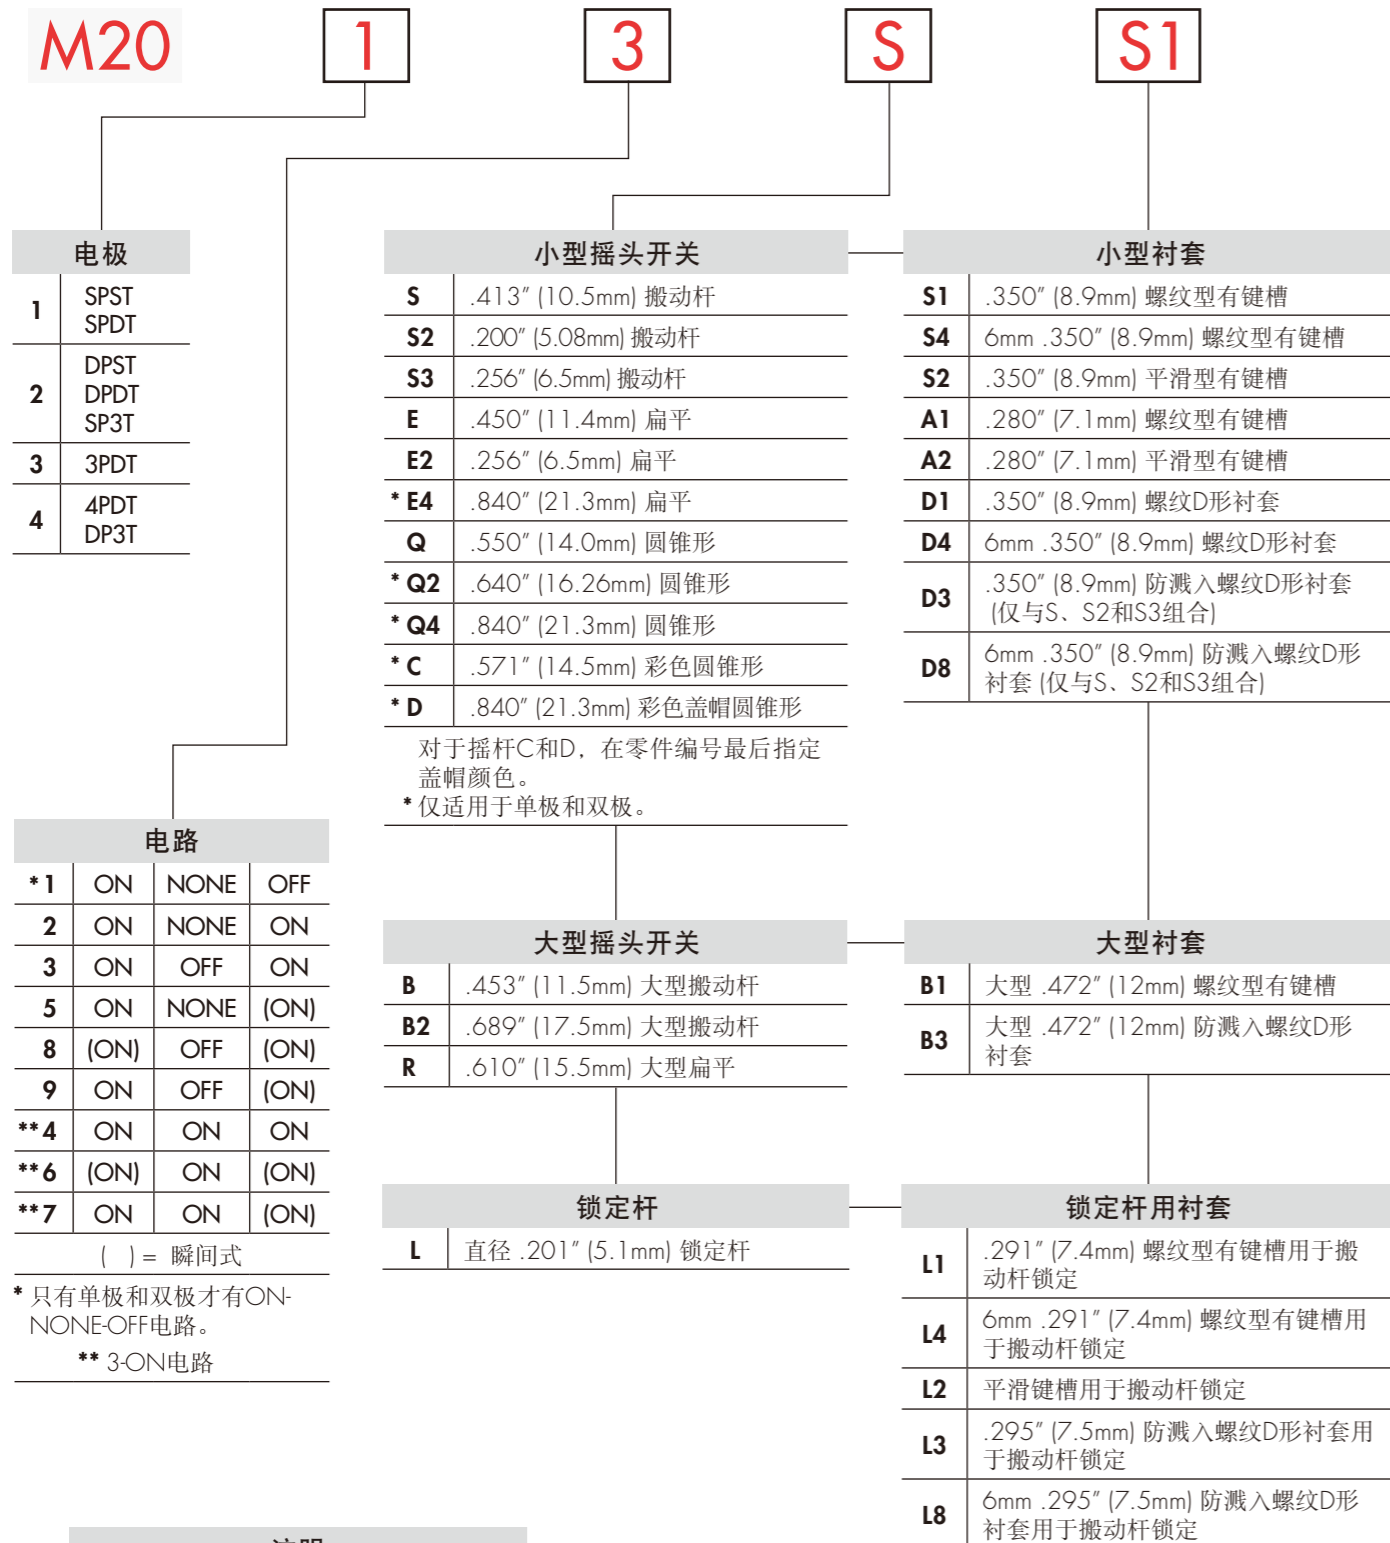 M20 1 3 S S1
电极
1 SPST
SPDT
2 DPST
DPDT
SP3T
3 3PDT
4 4PDT
DP3T
电路
*1 ON NONE OFF
2 ON NONE ON
3 ON OFF ON
5 ON NONE (ON)
8 (ON) OFF (ON)
9 ON OFF (ON)
**4 ON ON ON
**6 (ON) ON (ON)
**7 ON ON (ON)
( ) = 瞬间式
* 只有单极和双极才有ON-
NONE-OFF电路。
** 3-ON电路
小型摇头开关
S .413" (10.5mm) 搬动杆
S2 .200" (5.08mm) 搬动杆
S3 .256" (6.5mm) 搬动杆
E .450" (11.4mm) 扁平
E2 .256" (6.5mm) 扁平
* E4 .840" (21.3mm) 扁平
Q .550" (14.0mm) 圆锥形
* Q2 .640" (16.26mm) 圆锥形
* Q4 .840" (21.3mm) 圆锥形
* C .571" (14.5mm) 彩色圆锥形
* D .840" (21.3mm) 彩色盖帽圆锥形
对于摇杆C和D，在零件编号最后指定
盖帽颜色。
* 仅适用于单极和双极。
大型摇头开关
B .453" (11.5mm) 大型搬动杆
B2 .689" (17.5mm) 大型搬动杆
R .610" (15.5mm) 大型扁平
锁定杆
L 直径 .201" (5.1mm) 锁定杆
小型衬套
S1 .350" (8.9mm) 螺纹型有键槽
S4 6mm .350" (8.9mm) 螺纹型有键槽
S2 .350" (8.9mm) 平滑型有键槽
A1 .280" (7.1mm) 螺纹型有键槽
A2 .280" (7.1mm) 平滑型有键槽
D1 .350" (8.9mm) 螺纹D形衬套
D4 6mm .350" (8.9mm) 螺纹D形衬套
D3 .350" (8.9mm) 防溅入螺纹D形衬套
(仅与S、S2和S3组合)
D8 6mm .350" (8.9mm) 防溅入螺纹D形
衬套 (仅与S、S2和S3组合)
大型衬套
B1 大型 .472" (12mm) 螺纹型有键槽
B3 大型 .472" (12mm) 防溅入螺纹D形
衬套
锁定杆用衬套
L1 .291" (7.4mm) 螺纹型有键槽用于搬
动杆锁定
L4 6mm .291" (7.4mm) 螺纹型有键槽用
于搬动杆锁定
L2 平滑键槽用于搬动杆锁定
L3 .295" (7.5mm) 防溅入螺纹D形衬套用
于搬动杆锁定
L8 6mm .295" (7.5mm) 防溅入螺纹D形
衬套用于搬动杆锁定